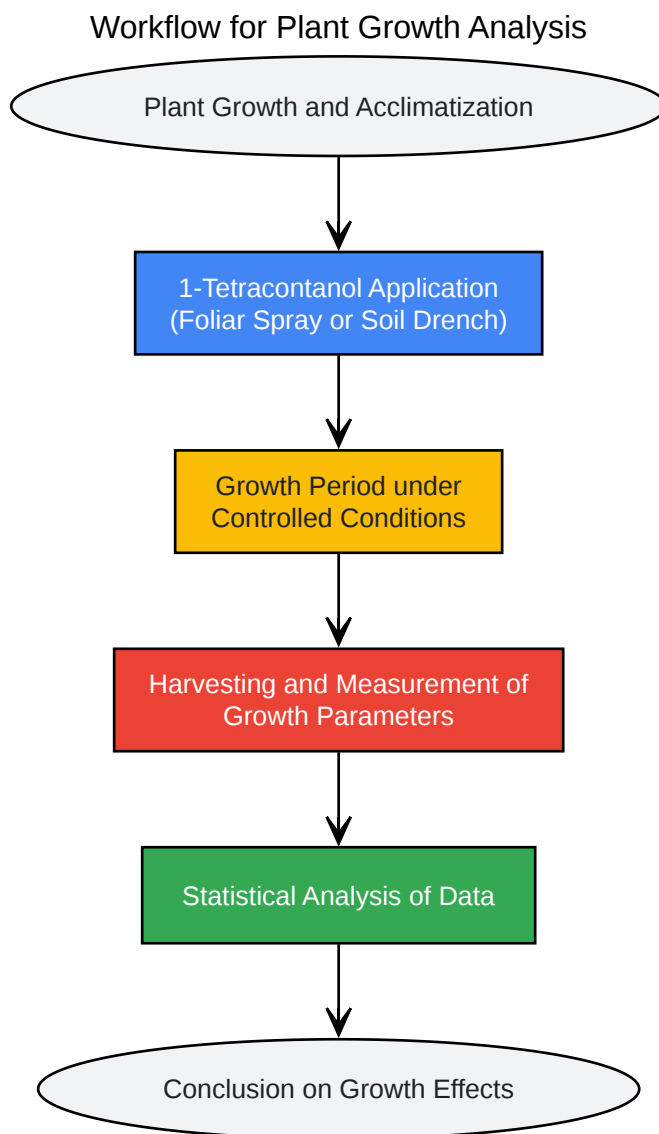 Workflow for Plant Growth Analysis
Plant Growth and Acclimatization
1-Tetracontanol Application
(Foliar Spray or Soil Drench)
Growth Period under
Controlled Conditions
Harvesting and Measurement of
Growth Parameters
Statistical Analysis of Data
Conclusion on Growth Effects